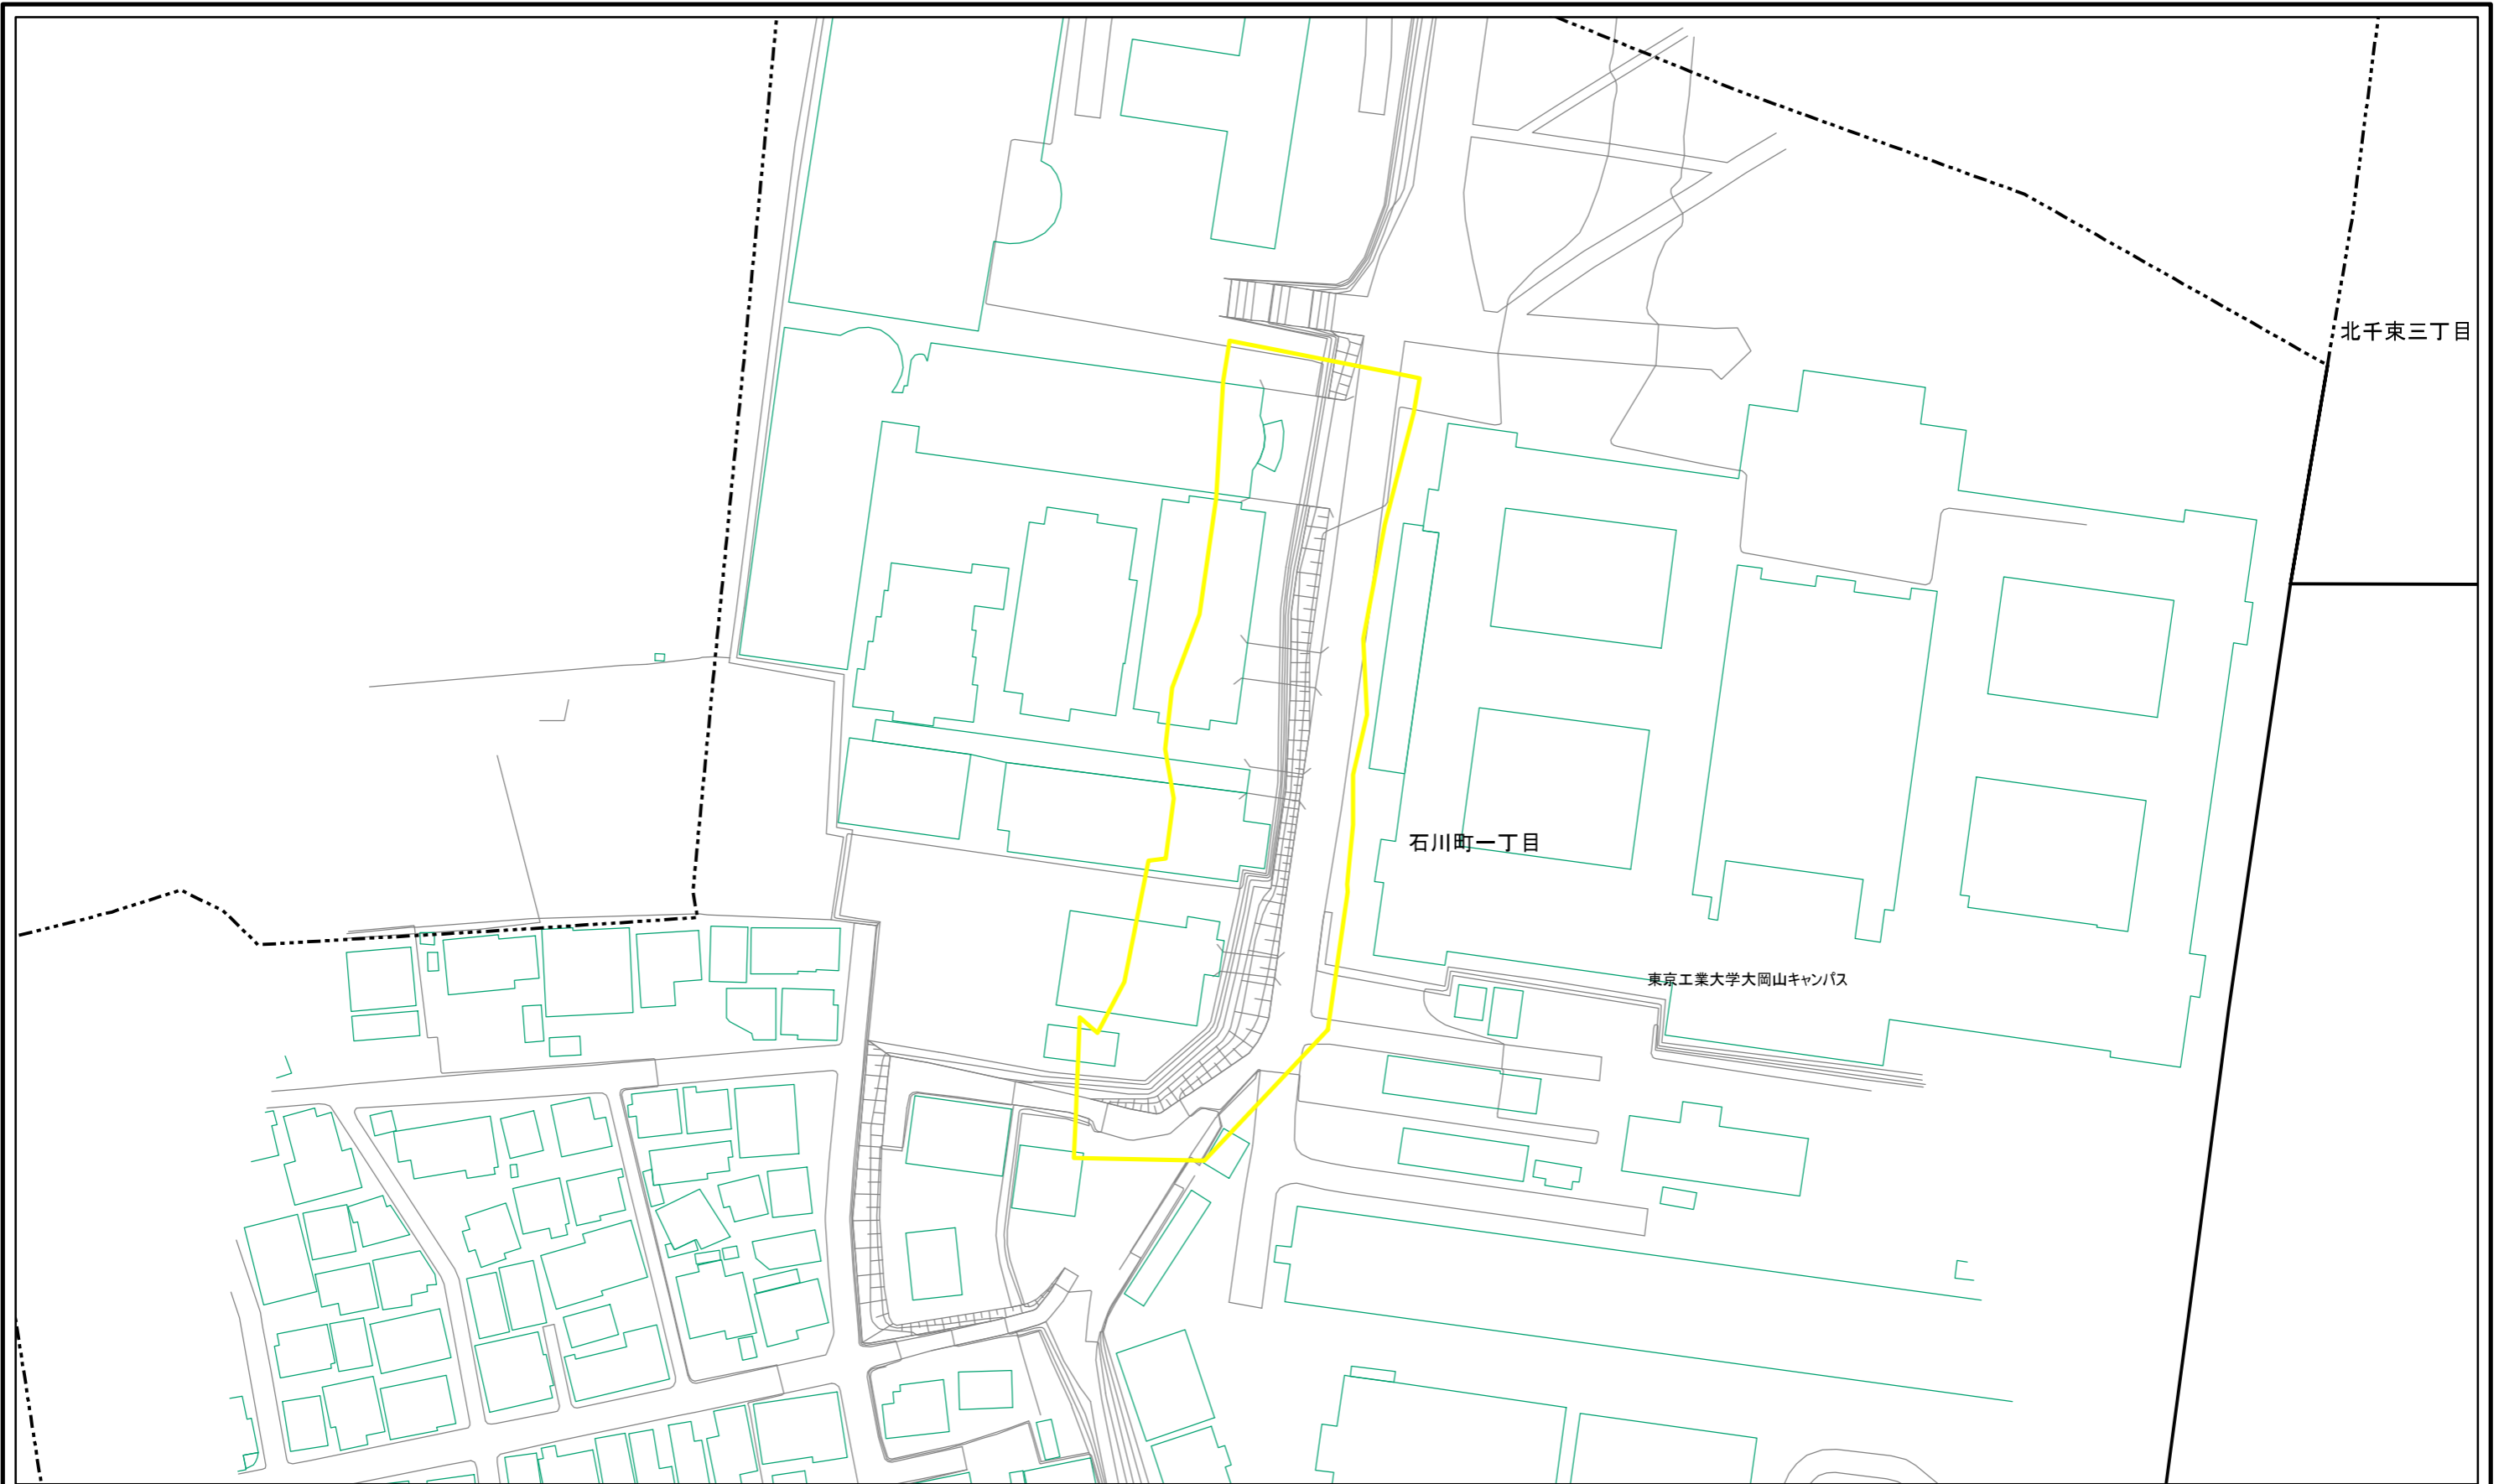 北千束三丁目
石川町一丁目
東京工業大学大岡山キャンパス